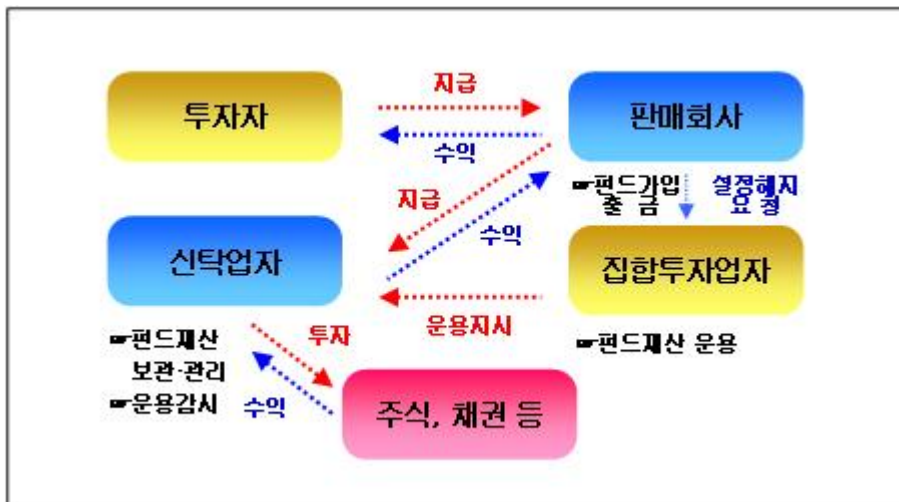 지급
투자자
판매회사
수익
☞펀드가입
출 금
설정해지
요 청
지급
수익
신탁업자
집합투자업자
운용지시
☞펀드재산
보관·관리
☞운용감시
투자
수익
☞펀드재산 운용
주식, 채권 등